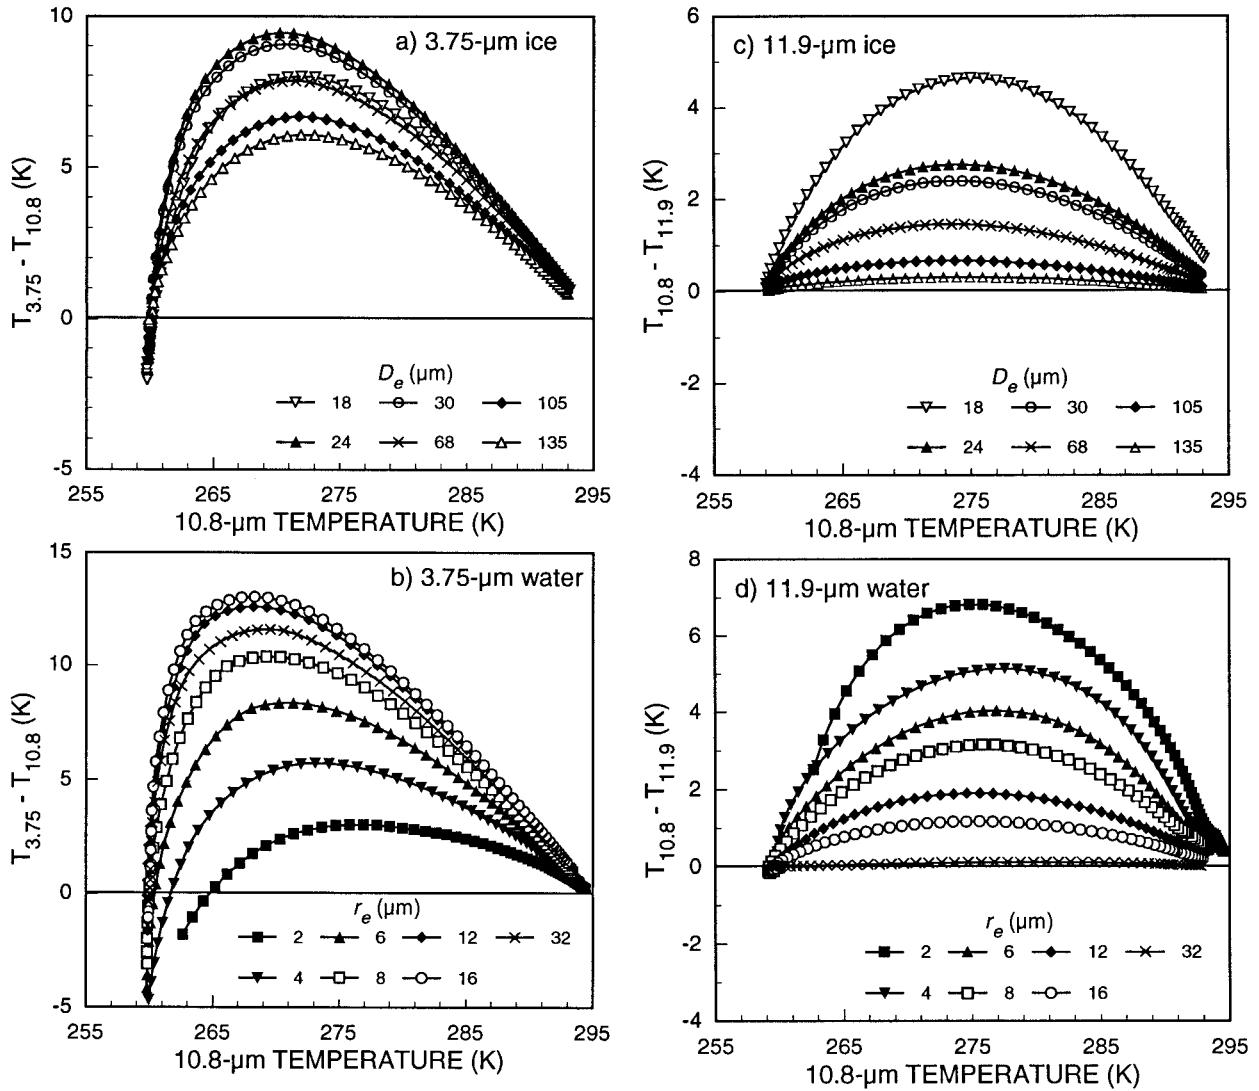 a) 3.75-µm ice
10
5
0
-5
T3.75 - T10.8 (K)
De (µm)
18 30 105
24 68 135
255 265 275 285 295
10.8-µm TEMPERATURE (K)
c) 11.9-µm ice
6
4
2
0
-2
-4
T10.8 - T11.9 (K)
De (µm)
18 30 105
24 68 135
255 265 275 285 295
10.8-µm TEMPERATURE (K)
b) 3.75-µm water
15
10
5
0
-5
T3.75 - T10.8 (K)
re (µm)
2 6 12 32
4 8 16
255 265 275 285 295
10.8-µm TEMPERATURE (K)
d) 11.9-µm water
8
6
4
2
0
-2
-4
T10.8 - T11.9 (K)
re (µm)
2 6 12 32
4 8 16
255 265 275 285 295
10.8-µm TEMPERATURE (K)